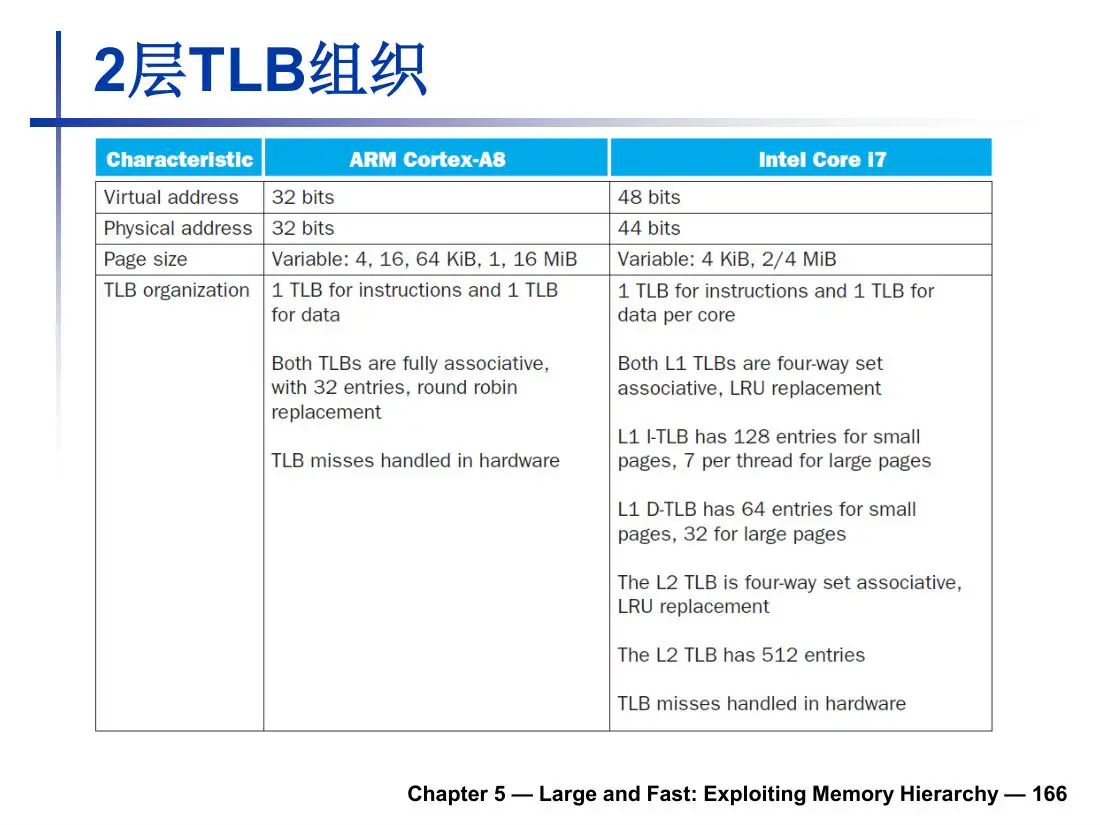 2层TLB组织
Characteristic ARM Cortex-A8 Intel Core i7
Virtual address 32 bits 48 bits
Physical address 32 bits 44 bits
Page size Variable: 4, 16, 64 KiB, 1, 16 MiB Variable: 4 KiB, 2/4 MiB
TLB organization
1 TLB for instructions and 1 TLB
for data
Both TLBs are fully associative,
with 32 entries, round robin
replacement
TLB misses handled in hardware
1 TLB for instructions and 1 TLB for
data per core
Both L1 TLBs are four-way set
associative, LRU replacement
L1 I-TLB has 128 entries for small
pages, 7 per thread for large pages
L1 D-TLB has 64 entries for small
pages, 32 for large pages
The L2 TLB is four-way set associative,
LRU replacement
The L2 TLB has 512 entries
TLB misses handled in hardware
Chapter 5 — Large and Fast: Exploiting Memory Hierarchy — 166